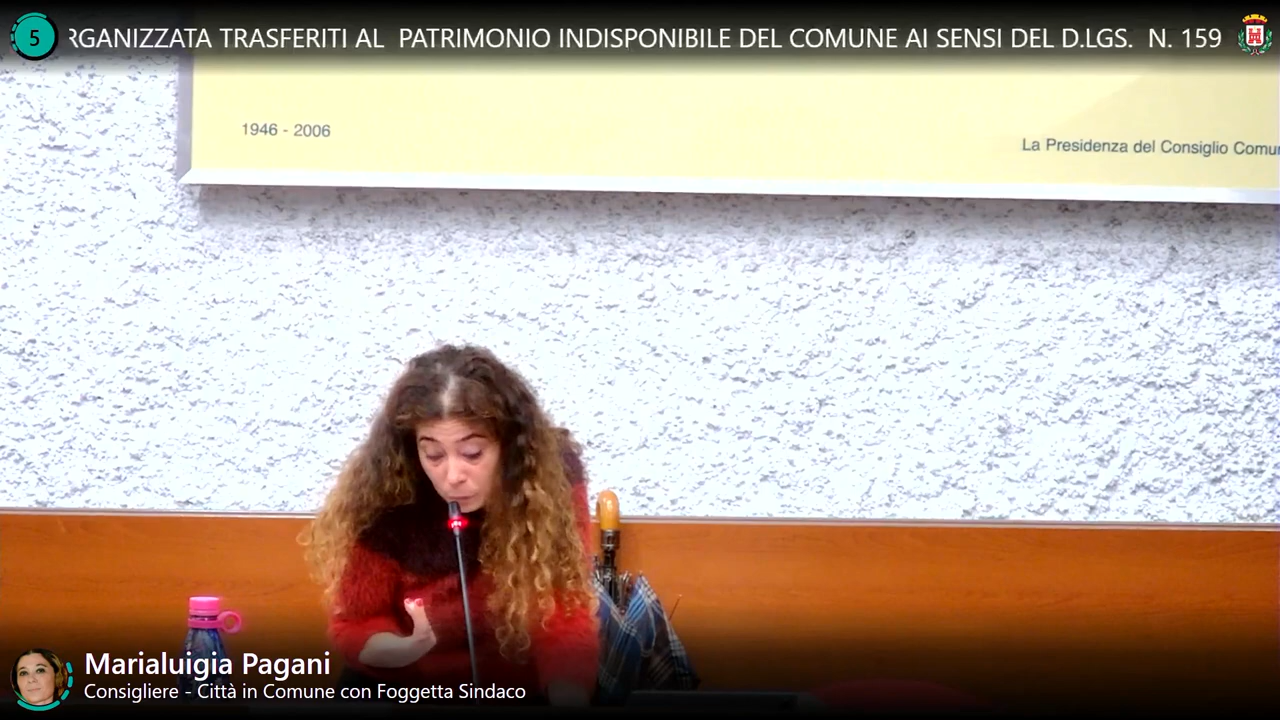 5
RGANIZZATA TRASFERITI AL PATRIMONIO INDISPONIBILE DEL COMUNE AI SENSI DEL D.LGS. N. 159
1946 - 2006
La Presidenza del Consiglio Comu
Marialuigia Pagani
Consigliere - Città in Comune con Foggetta Sindaco